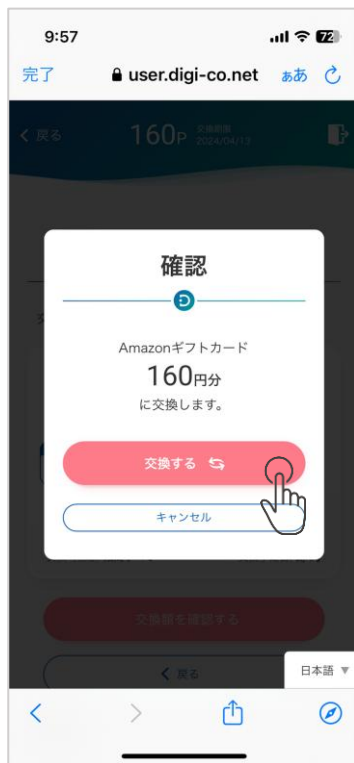 9:57
72
完了
user.digi-co.net
ぁあ
戻る
160P
交換期限
2024/04/13
確認
Amazonギフトカード
160円分
に交換します。
交換する
キャンセル
交換額を確認する
戻る
日本語 ▼